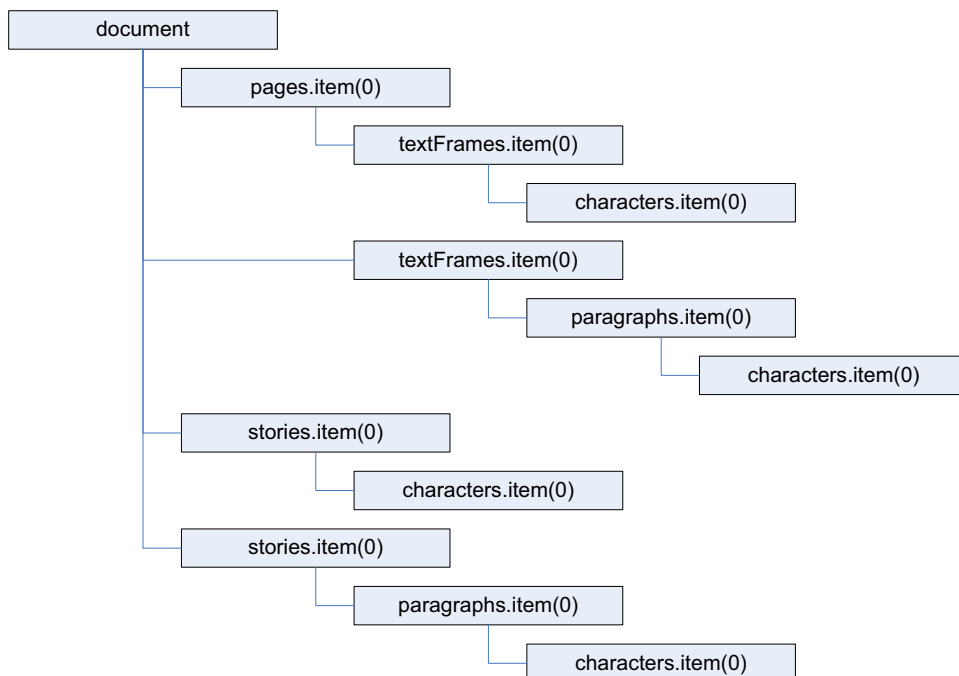 document
pages.item(0)
textFrames.item(0)
characters.item(0)
textFrames.item(0)
paragraphs.item(0)
characters.item(0)
stories.item(0)
characters.item(0)
stories.item(0)
paragraphs.item(0)
characters.item(0)